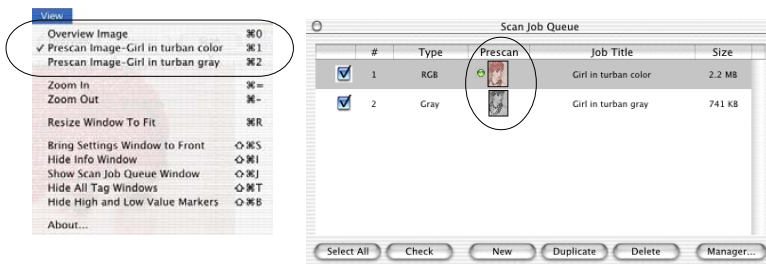 View
Overview Image ⌘0
✓ Prescan Image-Girl in turban color ⌘1
Prescan Image-Girl in turban gray ⌘2
Zoom In ⌘=
Zoom Out ⌘-
Resize Window To Fit ⌘R
Bring Settings Window to Front ⇧⌘S
Hide Info Window ⇧⌘I
Show Scan Job Queue Window ⇧⌘J
Hide All Tag Windows ⇧⌘T
Hide High and Low Value Markers ⇧⌘B
About...
Scan Job Queue
# Type Prescan Job Title Size
1 RGB Girl in turban color 2.2 MB
2 Gray Girl in turban gray 741 KB
Select All Check New Duplicate Delete Manager...